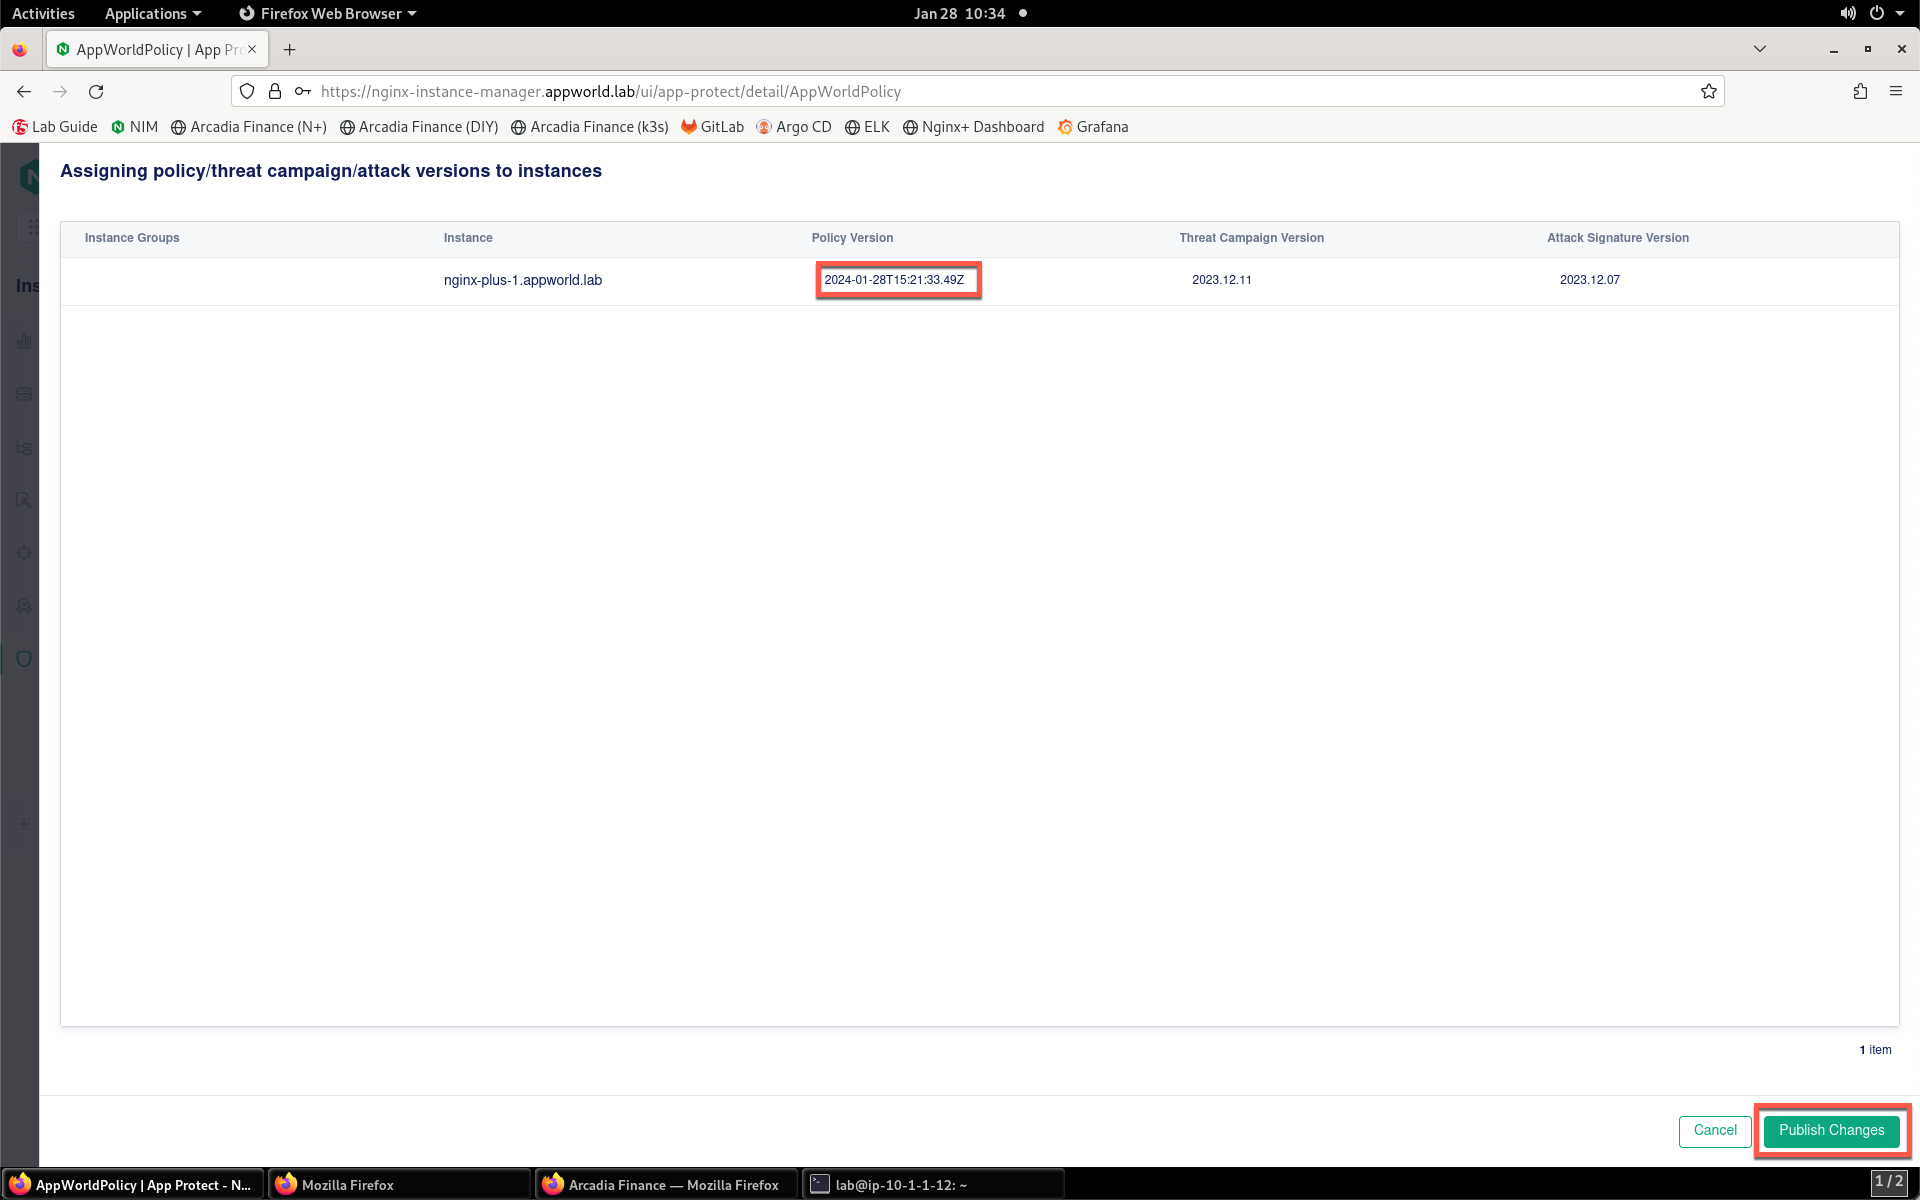 Activities Applications Firefox Web Browser Jan 28 10:34
AppWorldPolicy | App Pro
https://nginx-instance-manager.appworld.lab/ui/app-protect/detail/AppWorldPolicy
Lab Guide NIM Arcadia Finance (N+) Arcadia Finance (DIY) Arcadia Finance (k3s) GitLab Argo CD ELK Nginx+ Dashboard Grafana
Assigning policy/threat campaign/attack versions to instances
Instance Groups Instance Policy Version Threat Campaign Version Attack Signature Version
nginx-plus-1.appworld.lab 2024-01-28T15:21:33.49Z 2023.12.11 2023.12.07
Ins
1 item
Cancel Publish Changes
AppWorldPolicy | App Protect - N... Mozilla Firefox Arcadia Finance — Mozilla Firefox lab@ip-10-1-1-12: ~ 1 / 2